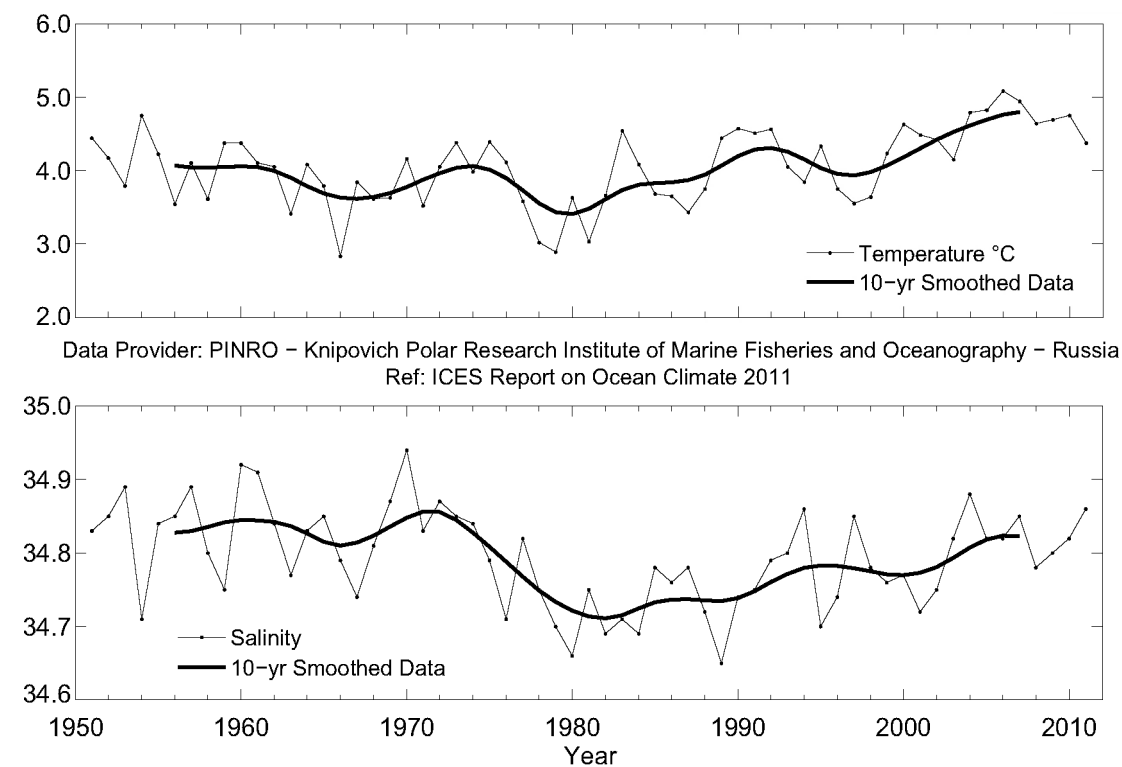 6.0
5.0
4.0
3.0
2.0
Temperature °C
10−yr Smoothed Data
Data Provider: PINRO − Knipovich Polar Research Institute of Marine Fisheries and Oceanography − Russia
Ref: ICES Report on Ocean Climate 2011
35.0
34.9
34.8
34.7
34.6
Salinity
10−yr Smoothed Data
1950 1960 1970 1980 1990 2000 2010
Year